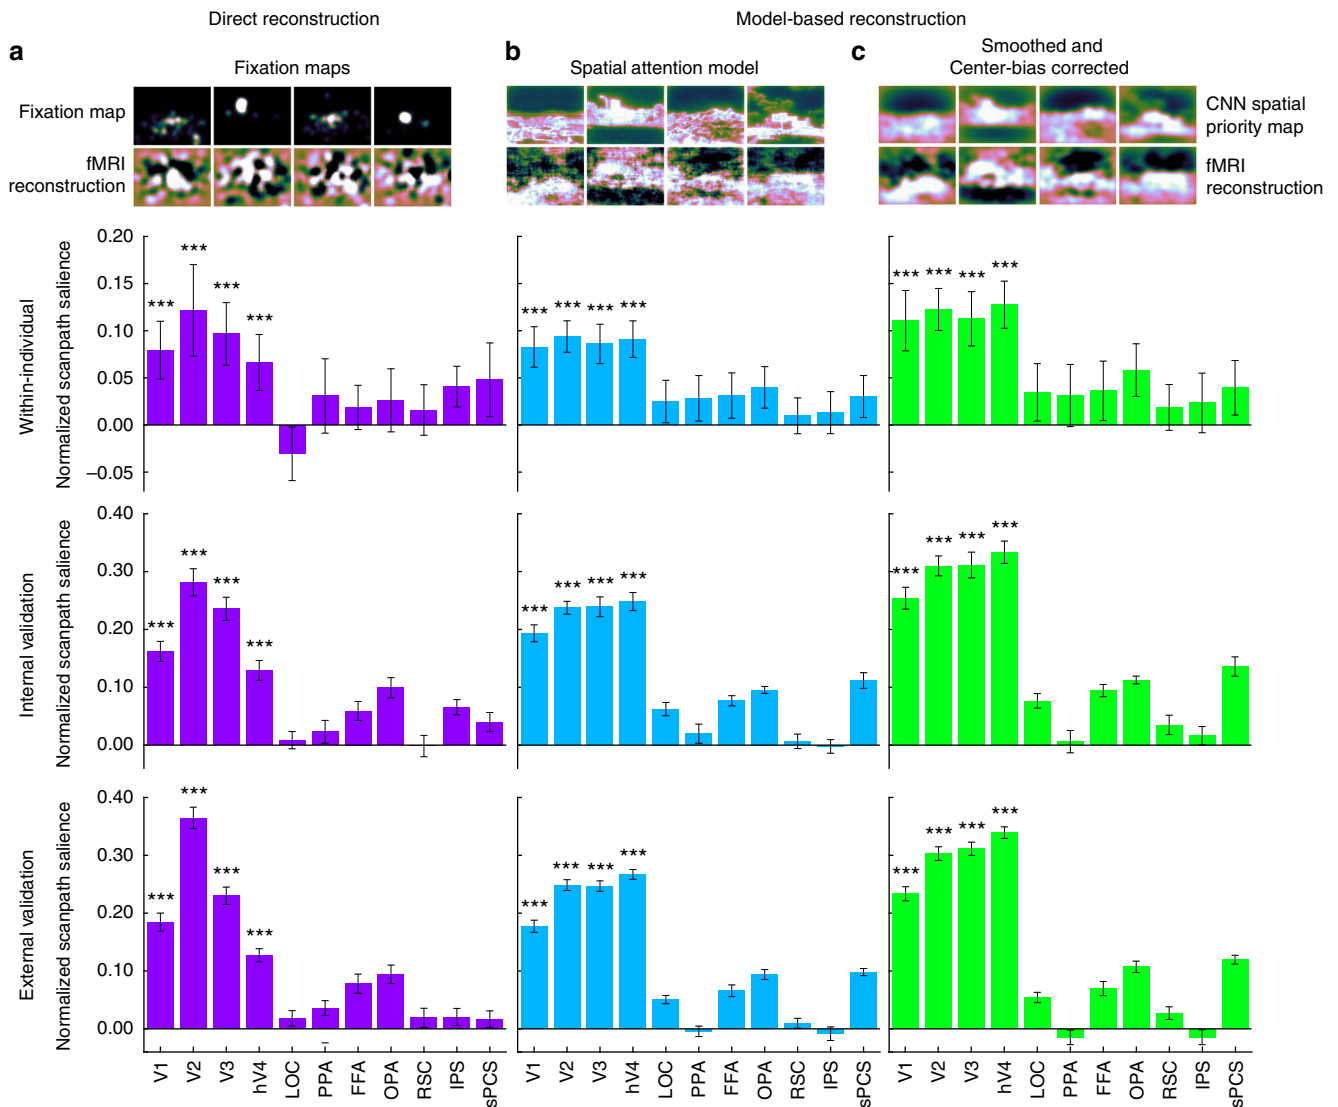 Direct reconstruction
Model-based reconstruction
a
b
c
Fixation maps
Spatial attention model
Smoothed and
Center-bias corrected
Fixation map
fMRI
reconstruction
CNN spatial
priority map
fMRI
reconstruction
Within-individual
Normalized scanpath salience
0.20
0.15
0.10
0.05
0.00
–0.05
*** *** *** ***
*** *** *** ***
*** *** *** ***
Internal validation
Normalized scanpath salience
0.40
0.30
0.20
0.10
0.00
*** *** *** ***
*** *** *** ***
*** *** *** ***
External validation
Normalized scanpath salience
0.40
0.30
0.20
0.10
0.00
*** *** *** ***
*** *** *** ***
*** *** *** ***
V1 V2 V3 hV4 LOC PPA FFA OPA RSC IPS sPCS
V1 V2 V3 hV4 LOC PPA FFA OPA RSC IPS sPCS
V1 V2 V3 hV4 LOC PPA FFA OPA RSC IPS sPCS